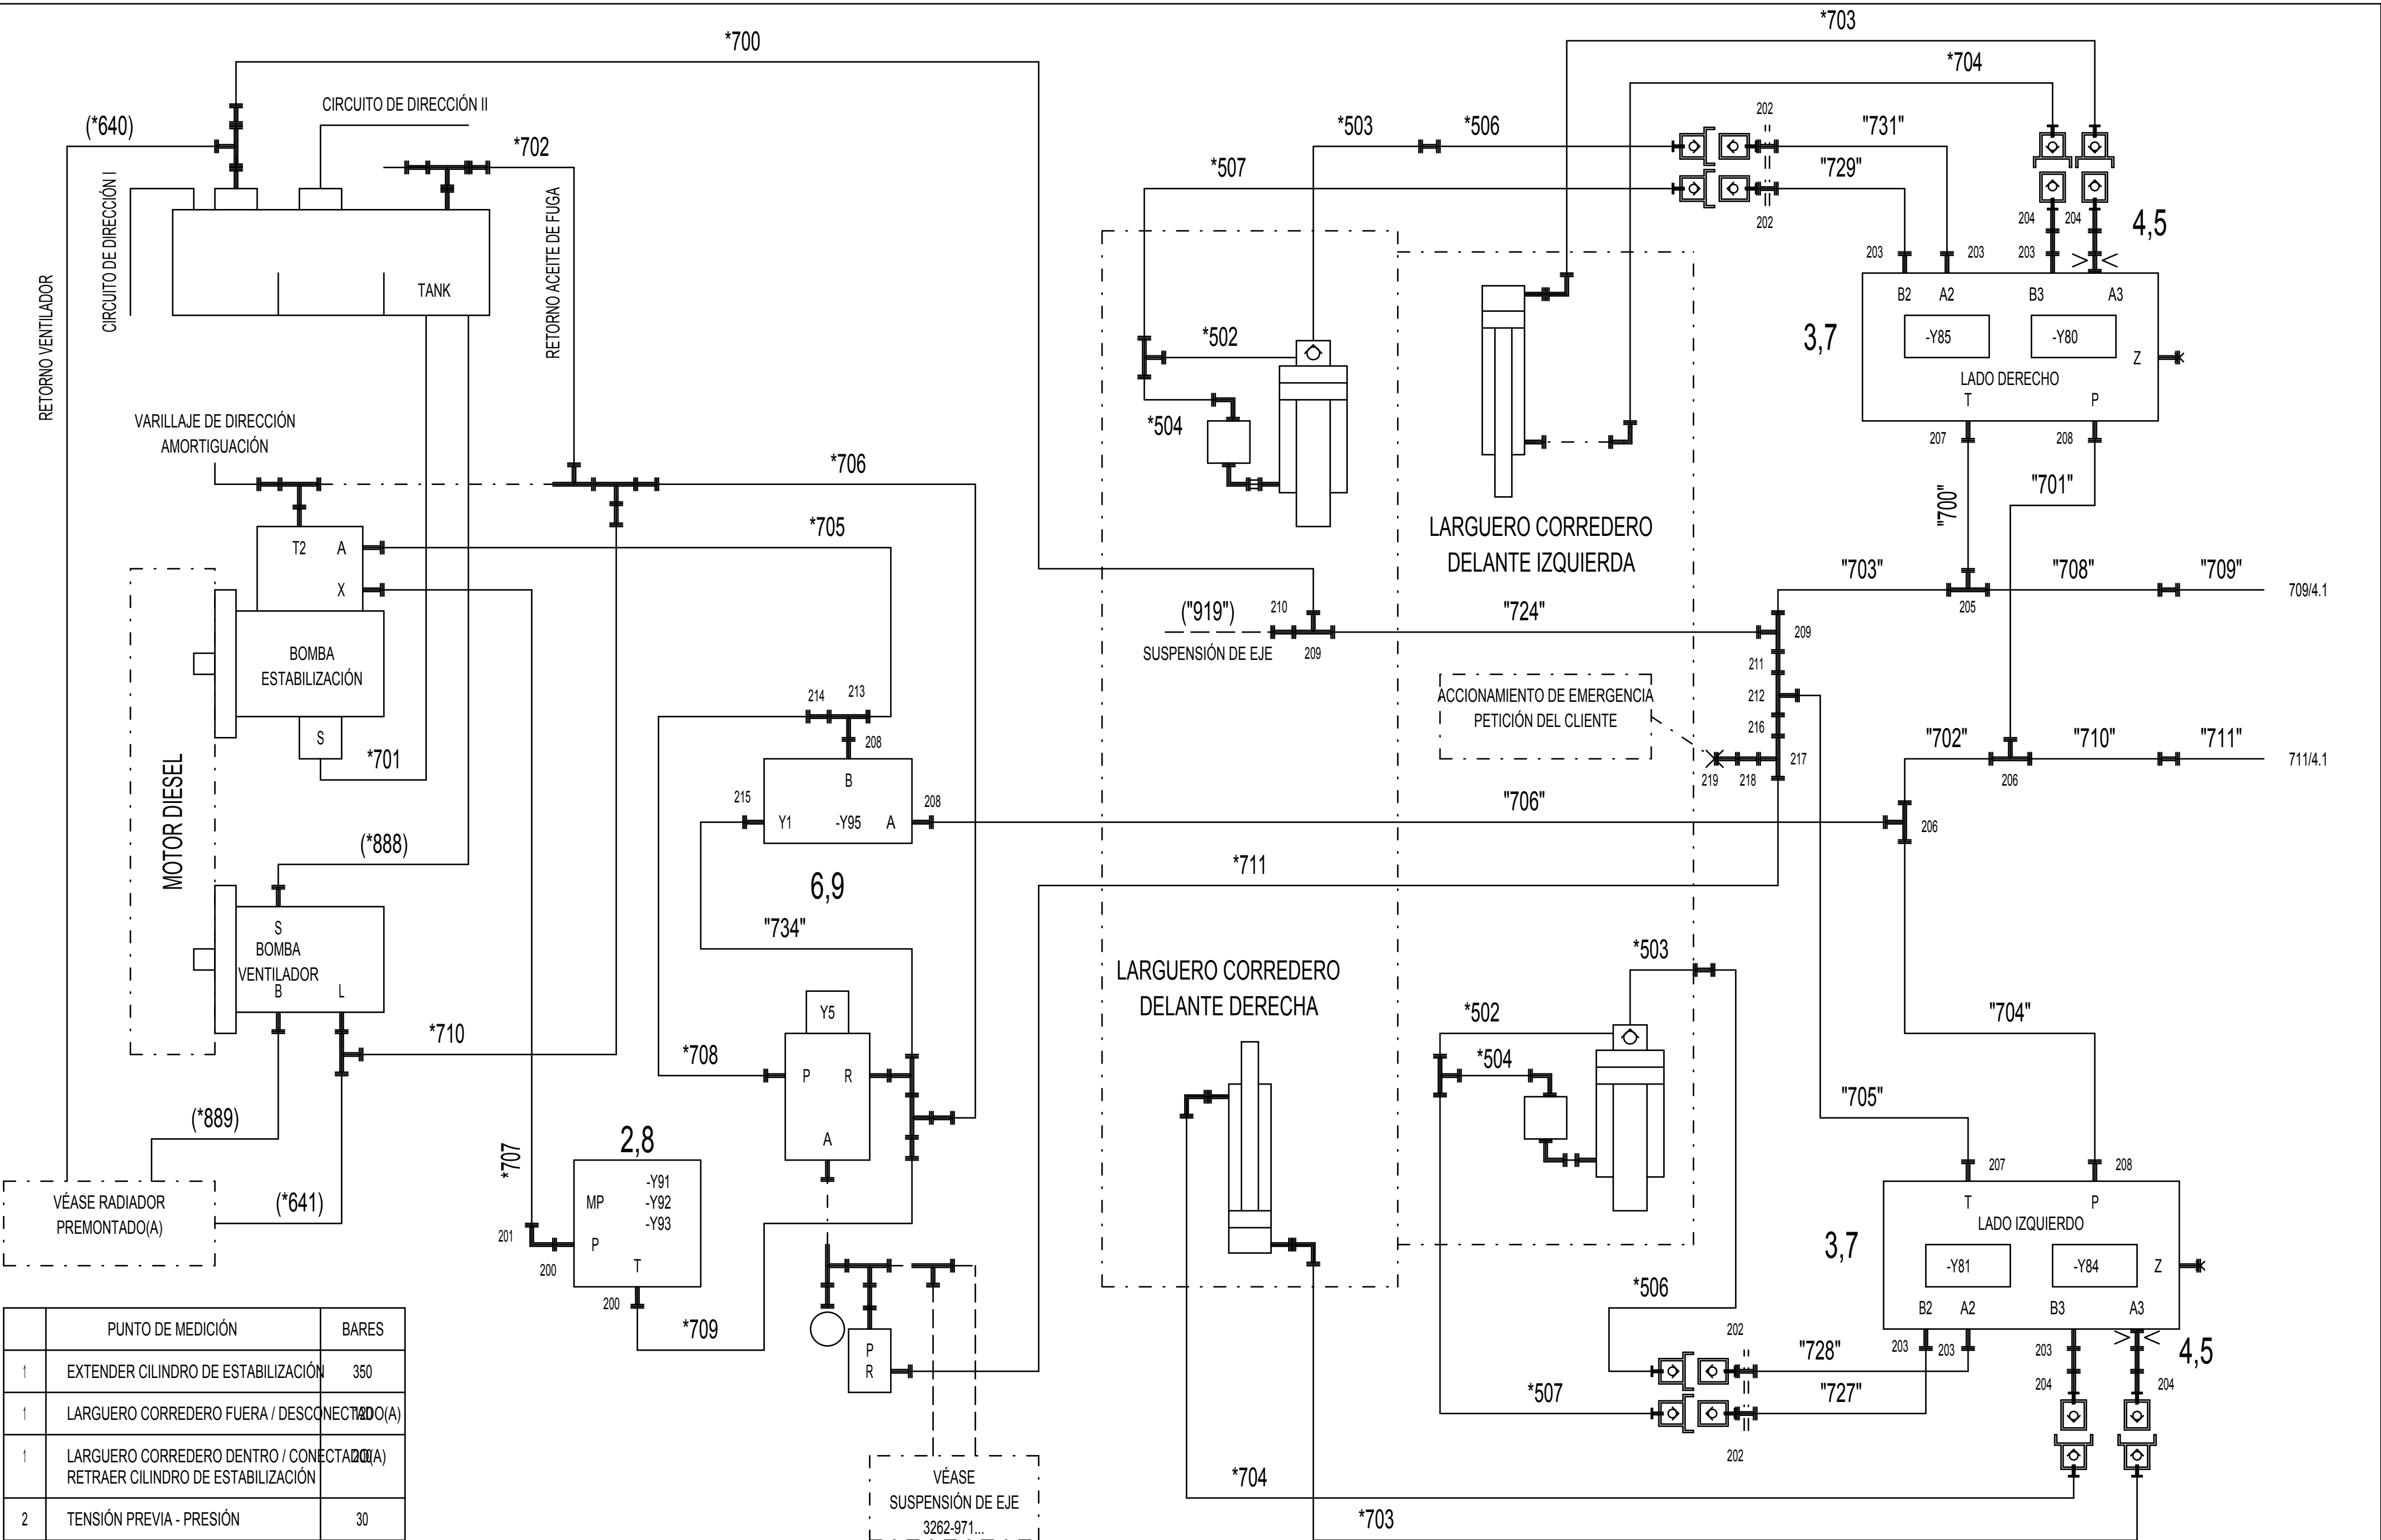 *703
*700
*704
CIRCUITO DE DIRECCIÓN II
(*640)
*702
*503
*506
202
"731"
*507
"729"
202
CIRCUITO DE DIRECCIÓN I
RETORNO ACEITE DE FUGA
RETORNO VENTILADOR
TANK
204
204
4,5
203
203
203
B2
A2
B3
A3
-Y85
-Y80
3,7
Z
LADO DERECHO
T
P
207
208
*502
*504
VARILLAJE DE DIRECCIÓN
AMORTIGUACIÓN
*706
*705
"700"
"701"
LARGUERO CORREDERO
DELANTE IZQUIERDA
T2
A
X
"703"
"708"
"709"
709/4.1
205
("919")
210
"724"
209
SUSPENSIÓN DE EJE
209
211
BOMBA
ESTABILIZACIÓN
S
*701
214
213
208
ACCIONAMIENTO DE EMERGENCIA
PETICIÓN DEL CLIENTE
212
216
217
219
218
"702"
"710"
"711"
711/4.1
206
MOTOR DIESEL
B
215
208
Y1
-Y95
A
"706"
206
(*888)
6,9
*711
S
BOMBA
VENTILADOR
B
L
"734"
*710
LARGUERO CORREDERO
DELANTE DERECHA
*503
*502
*504
"704"
Y5
*708
P
R
A
"705"
(*889)
*707
2,8
-Y91
MP
-Y92
-Y93
P
T
201
200
200
*709
VÉASE RADIADOR
PREMONTADO(A)
(*641)
207
208
T
P
LADO IZQUIERDO
3,7
-Y81
-Y84
Z
B2
A2
B3
A3
*506
202
203
203
203
4,5
"728"
204
204
*507
"727"
202
P
R
PUNTO DE MEDICIÓN
BARES
1
EXTENDER CILINDRO DE ESTABILIZACIÓN
350
1
LARGUERO CORREDERO FUERA / DESCONECTADO(A)
120
1
LARGUERO CORREDERO DENTRO / CONECTADO(A)
200
RETRAER CILINDRO DE ESTABILIZACIÓN
2
TENSIÓN PREVIA - PRESIÓN
30
VÉASE
SUSPENSIÓN DE EJE
3262-971...
*704
*703